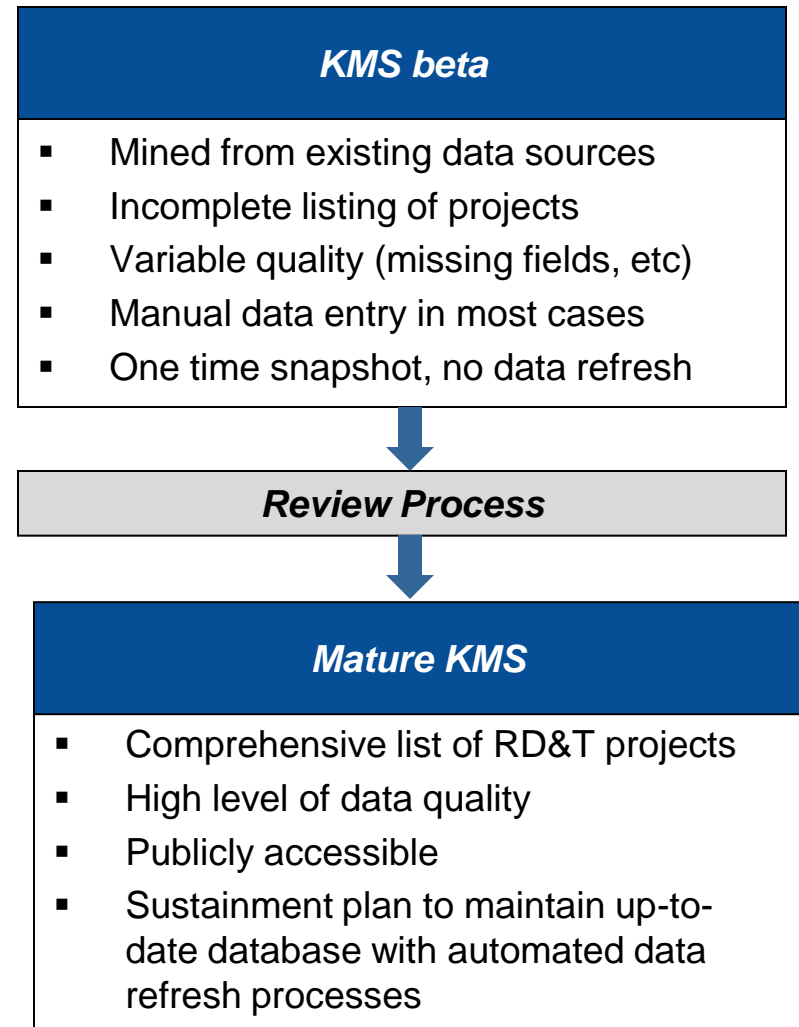 KMS beta
▪ Mined from existing data sources
▪ Incomplete listing of projects
▪ Variable quality (missing fields, etc)
▪ Manual data entry in most cases
▪ One time snapshot, no data refresh
Review Process
Mature KMS
▪ Comprehensive list of RD&T projects
▪ High level of data quality
▪ Publicly accessible
▪ Sustainment plan to maintain up-to-
date database with automated data
refresh processes